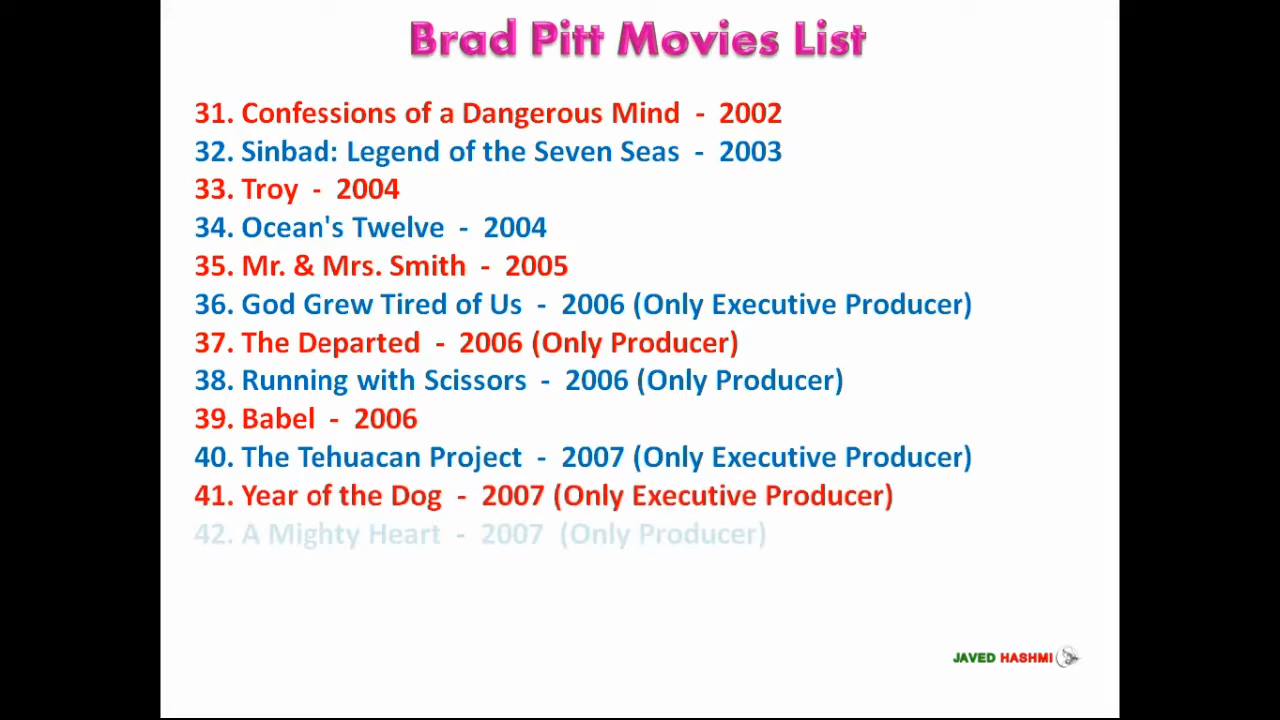 Brad Pitt Movies List
31. Confessions of a Dangerous Mind - 2002
32. Sinbad: Legend of the Seven Seas - 2003
33. Troy - 2004
34. Ocean's Twelve - 2004
35. Mr. & Mrs. Smith - 2005
36. God Grew Tired of Us - 2006 (Only Executive Producer)
37. The Departed - 2006 (Only Producer)
38. Running with Scissors - 2006 (Only Producer)
39. Babel - 2006
40. The Tehuacan Project - 2007 (Only Executive Producer)
41. Year of the Dog - 2007 (Only Executive Producer)
42. A Mighty Heart - 2007 (Only Producer)
JAVED HASHMI